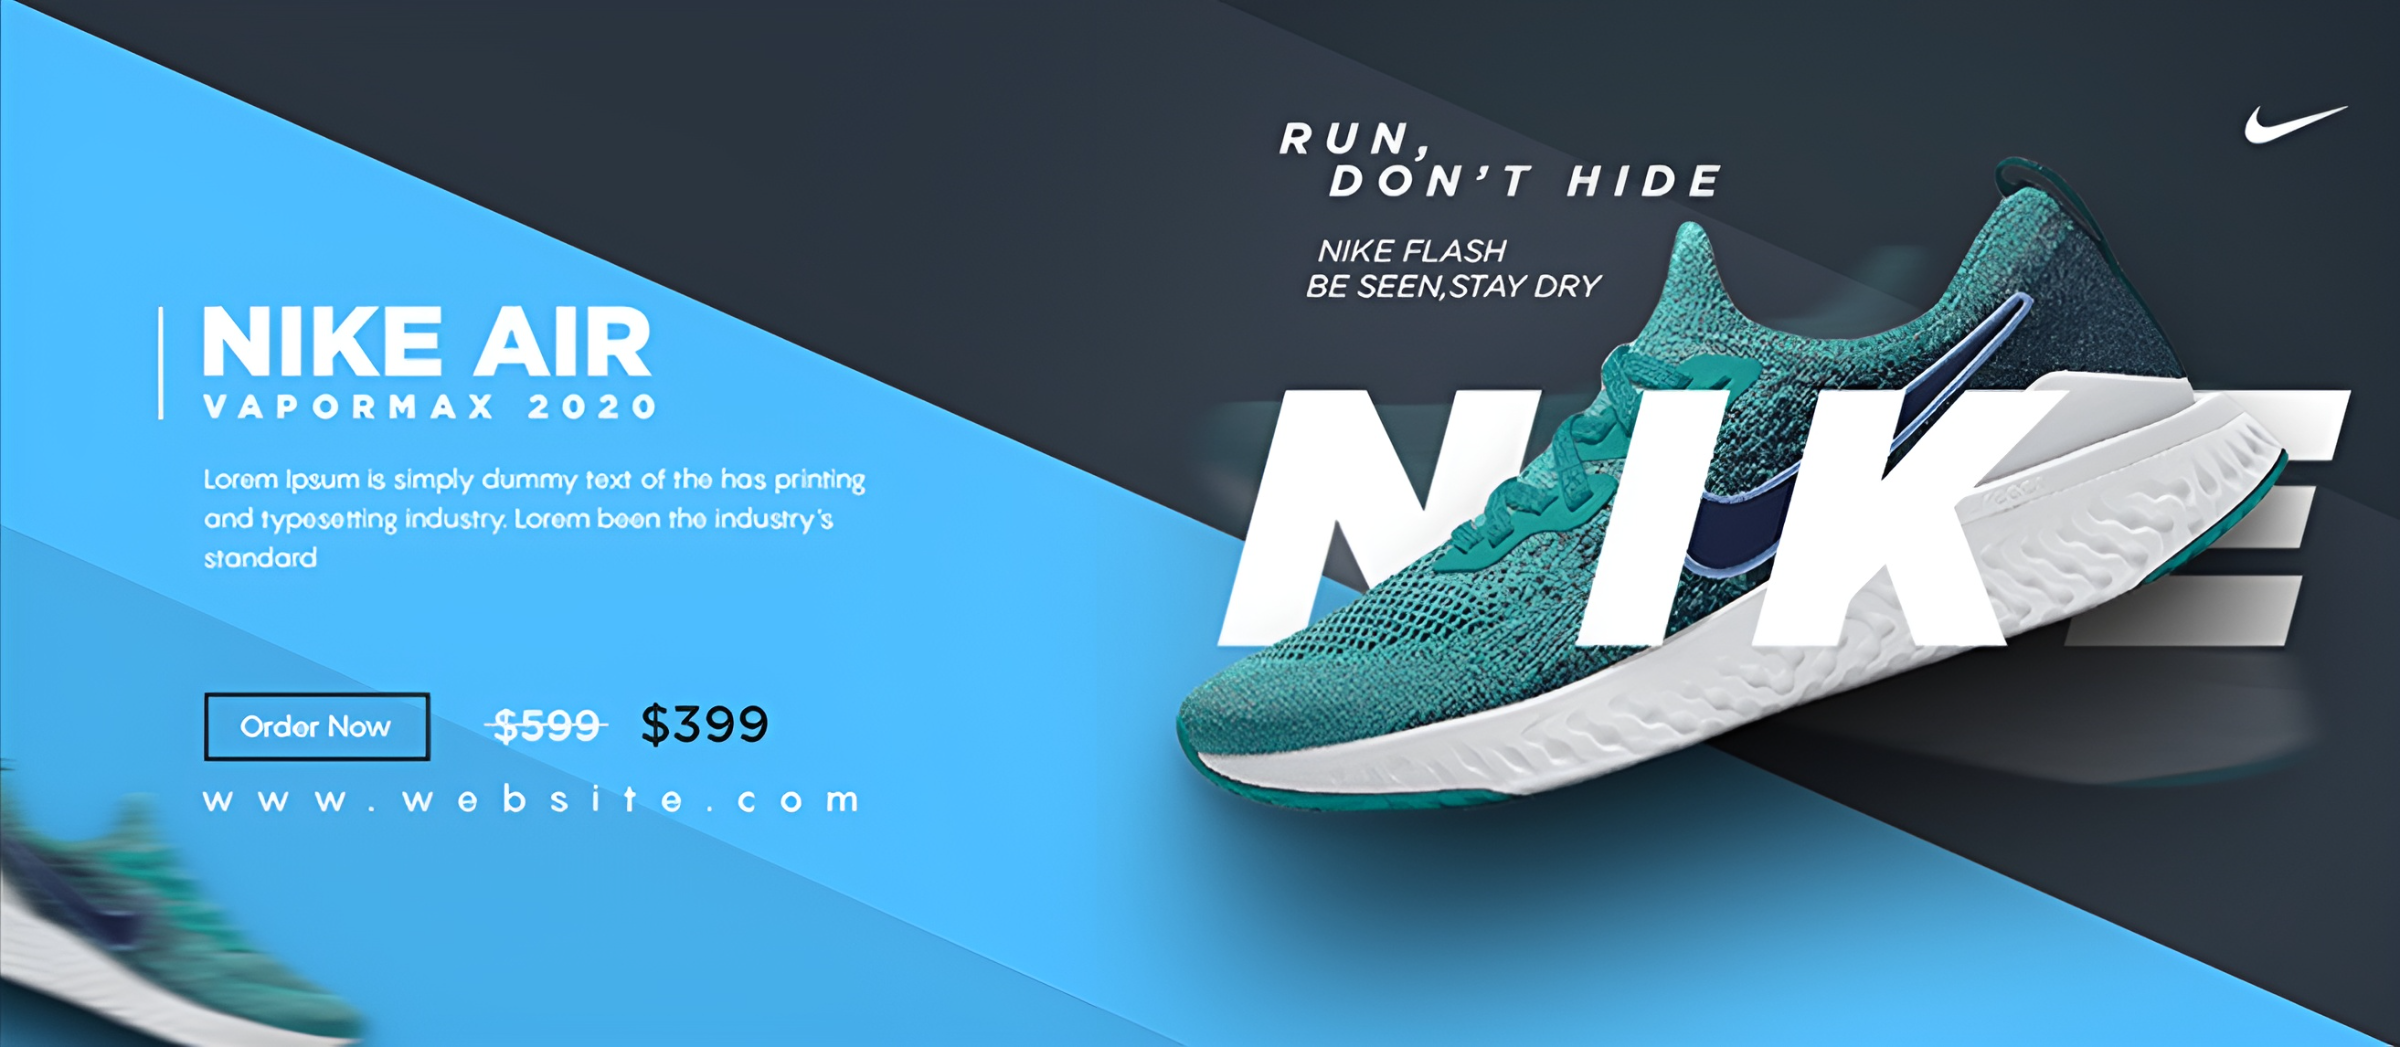 NIKE AIR
VAPORMAX 2020
Lorem Ipsum is simply dummy text of the has printing
and typesetting industry. Lorem been the industry's
standard
Order Now
$599 $399
www.website.com
RUN,
DON'T HIDE
NIKE FLASH
BE SEEN,STAY DRY
NIKE